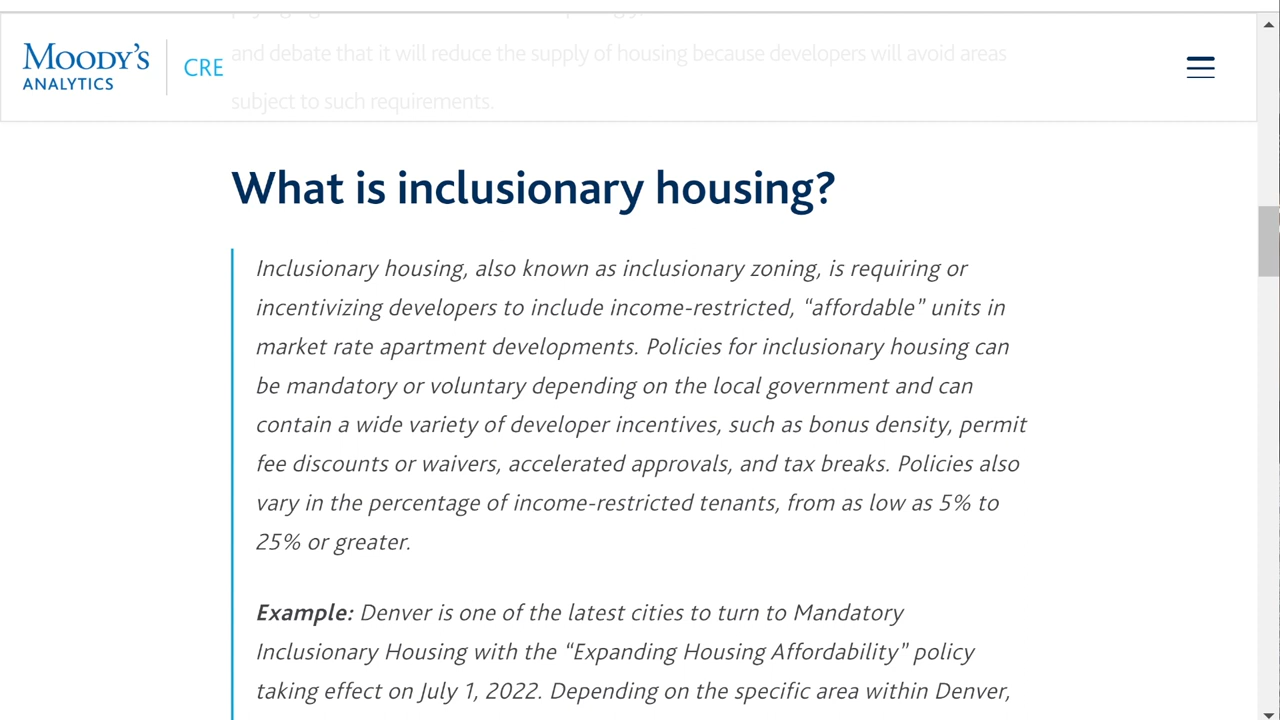 MOODY'S
ANALYTICS
CRE
and debate that it will reduce the supply of housing because developers will avoid areas
subject to such requirements.
What is inclusionary housing?
Inclusionary housing, also known as inclusionary zoning, is requiring or
incentivizing developers to include income-restricted, “affordable” units in
market rate apartment developments. Policies for inclusionary housing can
be mandatory or voluntary depending on the local government and can
contain a wide variety of developer incentives, such as bonus density, permit
fee discounts or waivers, accelerated approvals, and tax breaks. Policies also
vary in the percentage of income-restricted tenants, from as low as 5% to
25% or greater.
Example: Denver is one of the latest cities to turn to Mandatory
Inclusionary Housing with the “Expanding Housing Affordability” policy
taking effect on July 1, 2022. Depending on the specific area within Denver,